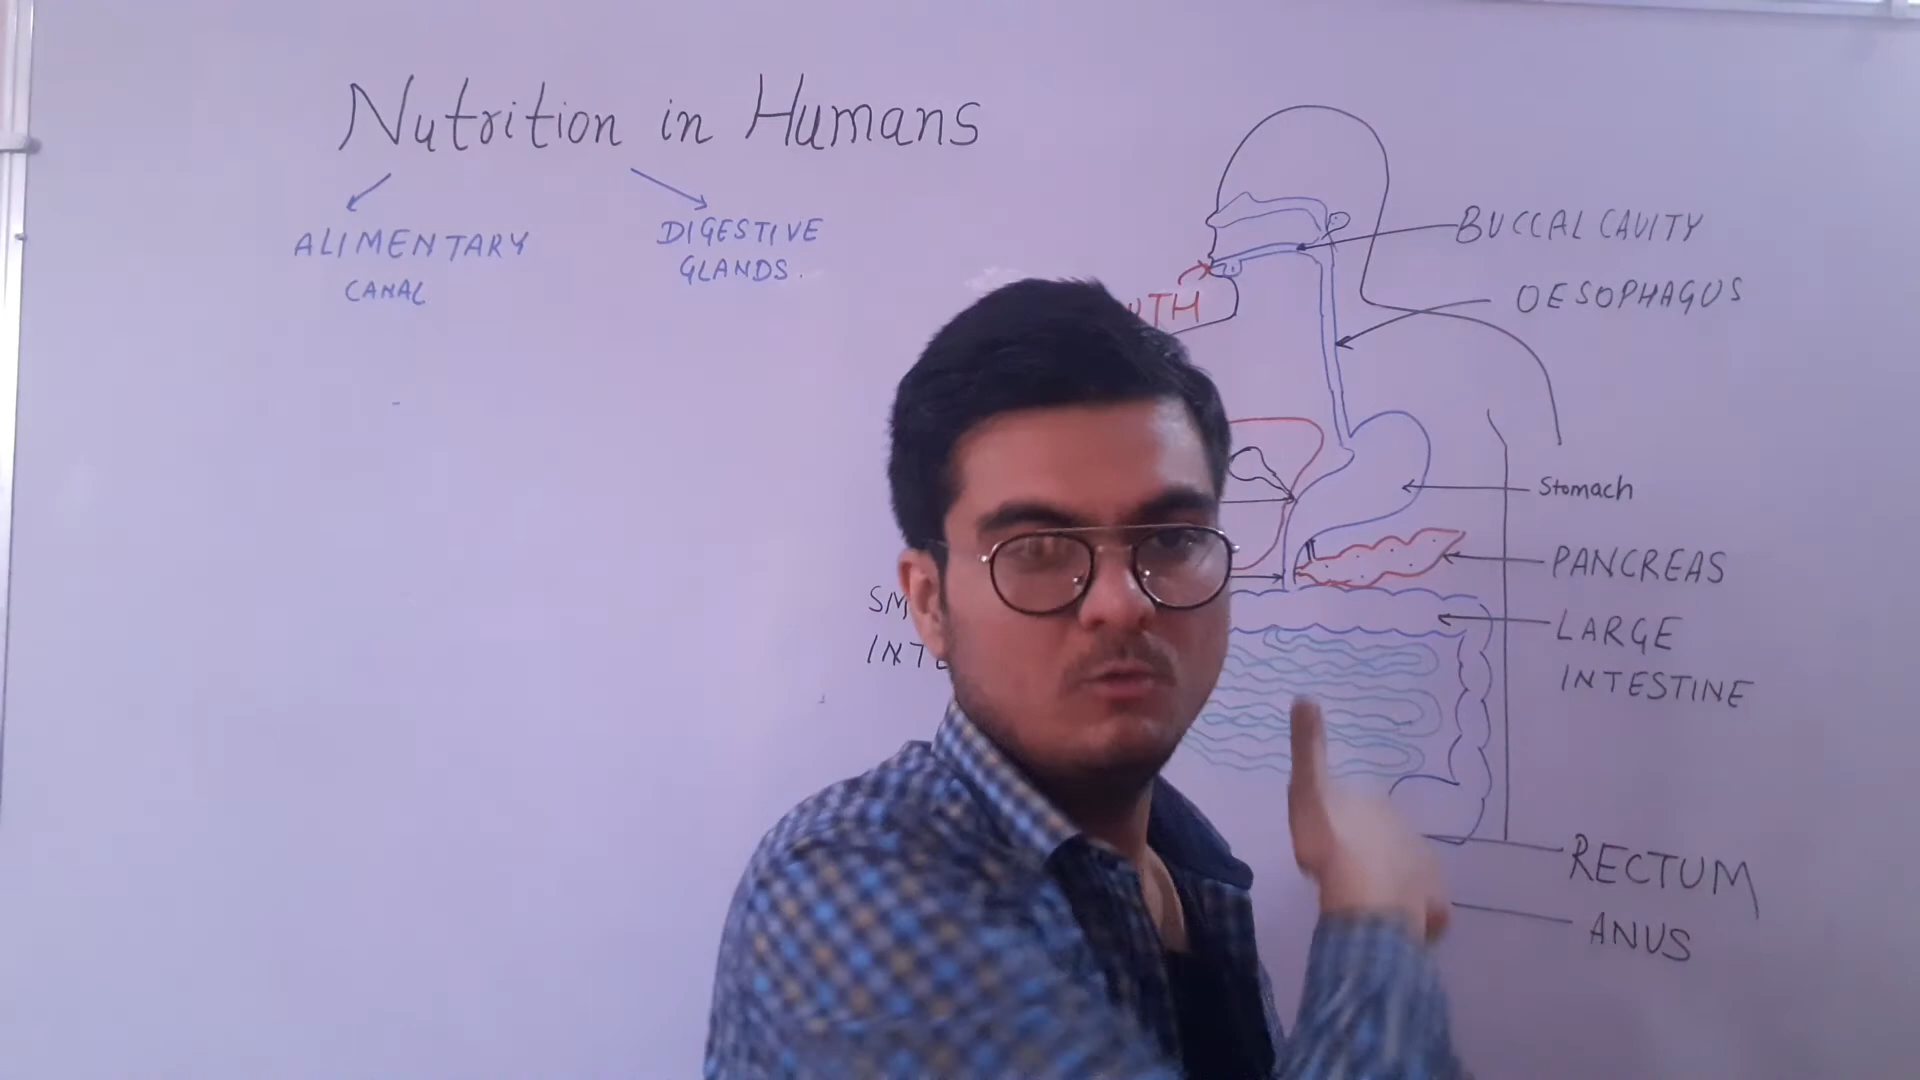 Nutrition in Humans
ALIMENTARY
CANAL
DIGESTIVE
GLANDS.
BUCCAL CAVITY
OESOPHAGUS
Stomach
PANCREAS
LARGE
INTESTINE
RECTUM
ANUS